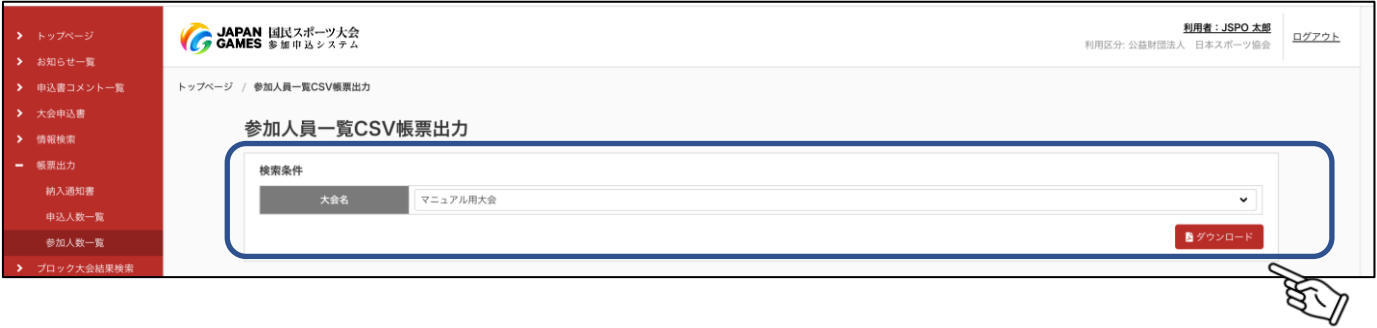 トップページ
お知らせ一覧
申込書コメント一覧
大会申込書
情報検索
帳票出力
納入通知書
申込人数一覧
参加人数一覧
ブロック大会結果検索
JAPAN GAMES
国民スポーツ大会
参加申込システム
利用者：JSPO 太郎
利用区分: 公益財団法人　日本スポーツ協会
ログアウト
トップページ / 参加人員一覧CSV帳票出力
参加人員一覧CSV帳票出力
検索条件
大会名
マニュアル用大会
ダウンロード